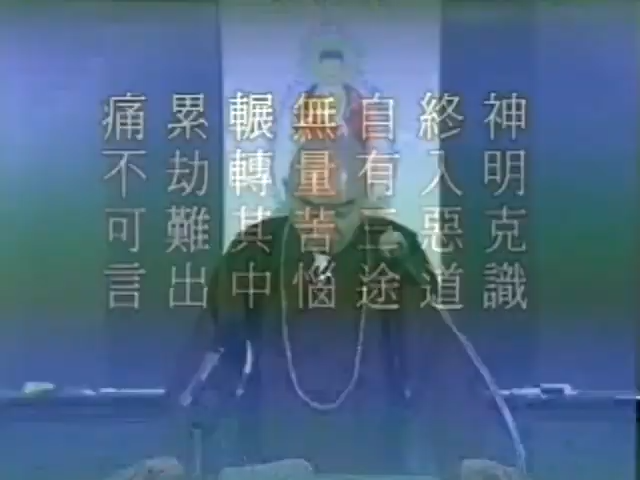 神明克識
終入惡道
自有三途
無量苦惱
輾轉其中
累劫難出
痛不可言